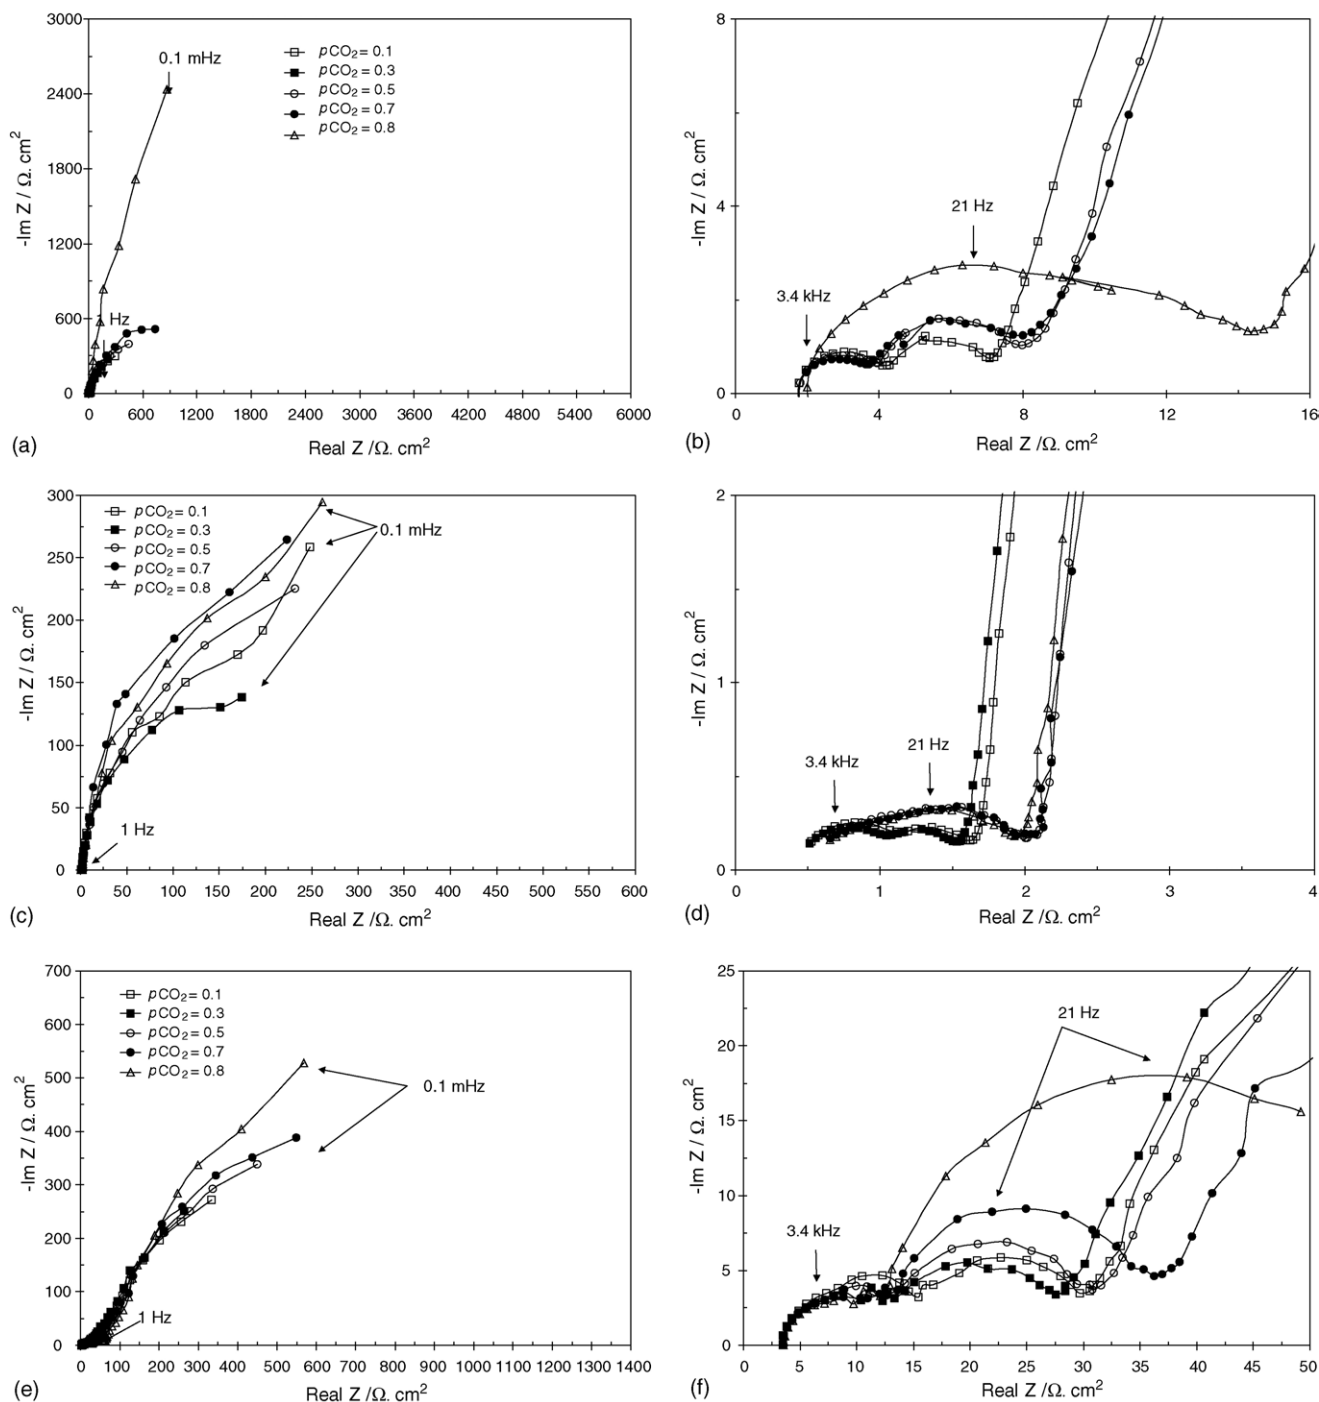 3000
2400
1800
1200
600
0
-Im Z / Ω. cm²
0.1 mHz
1 Hz
pCO₂ = 0.1
pCO₂ = 0.3
pCO₂ = 0.5
pCO₂ = 0.7
pCO₂ = 0.8
0 600 1200 1800 2400 3000 3600 4200 4800 5400 6000
Real Z /Ω. cm²
(a)
8
4
0
-Im Z / Ω. cm²
21 Hz
3.4 kHz
0 4 8 12 16
Real Z /Ω. cm²
(b)
300
250
200
150
100
50
0
-Im Z / Ω. cm²
pCO₂ = 0.1
pCO₂ = 0.3
pCO₂ = 0.5
pCO₂ = 0.7
pCO₂ = 0.8
0.1 mHz
1 Hz
0 50 100 150 200 250 300 350 400 450 500 550 600
Real Z /Ω. cm²
(c)
2
1
0
-Im Z / Ω. cm²
21 Hz
3.4 kHz
0 1 2 3 4
Real Z /Ω. cm²
(d)
700
600
500
400
300
200
100
0
-Im Z / Ω. cm²
pCO₂ = 0.1
pCO₂ = 0.3
pCO₂ = 0.5
pCO₂ = 0.7
pCO₂ = 0.8
0.1 mHz
1 Hz
0 100 200 300 400 500 600 700 800 900 1000 1100 1200 1300 1400
Real Z /Ω. cm²
(e)
25
20
15
10
5
0
-Im Z / Ω. cm²
21 Hz
3.4 kHz
0 5 10 15 20 25 30 35 40 45 50
Real Z /Ω. cm²
(f)